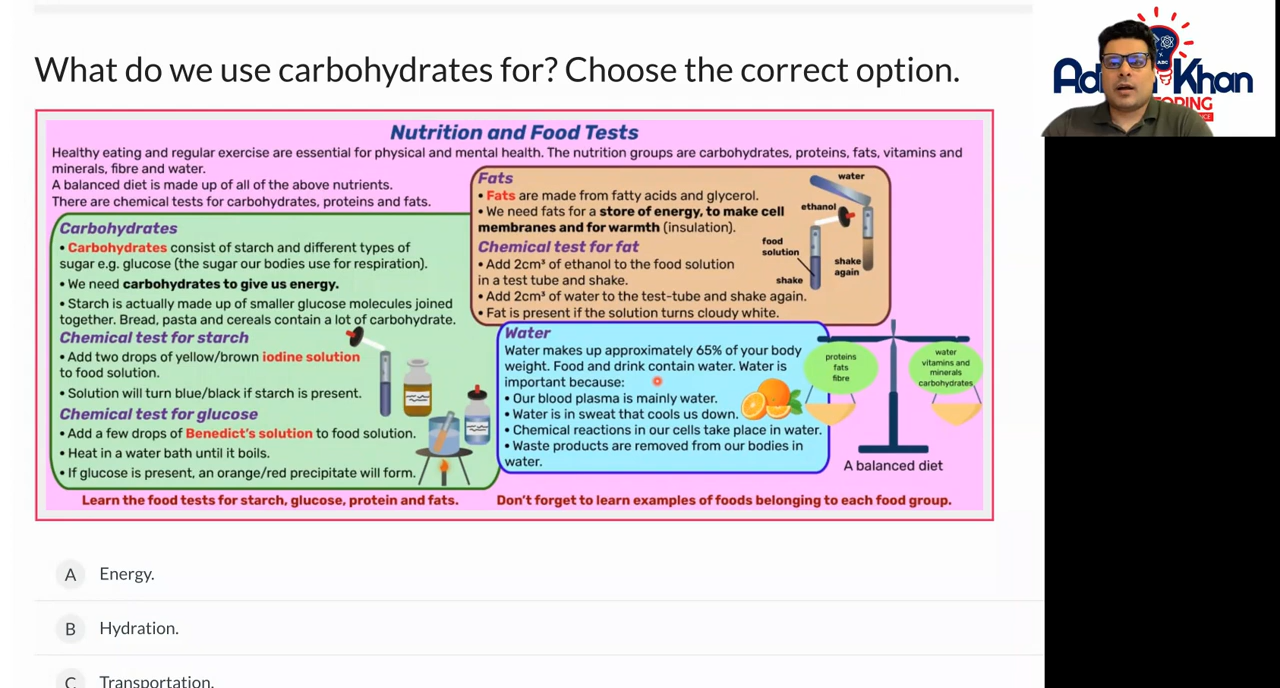 What do we use carbohydrates for? Choose the correct option.
Nutrition and Food Tests
Healthy eating and regular exercise are essential for physical and mental health. The nutrition groups are carbohydrates, proteins, fats, vitamins and
minerals, fibre and water.
A balanced diet is made up of all of the above nutrients.
There are chemical tests for carbohydrates, proteins and fats.
Carbohydrates
• Carbohydrates consist of starch and different types of
sugar e.g. glucose (the sugar our bodies use for respiration).
• We need carbohydrates to give us energy.
• Starch is actually made up of smaller glucose molecules joined
together. Bread, pasta and cereals contain a lot of carbohydrate.
Chemical test for starch
• Add two drops of yellow/brown iodine solution
to food solution.
• Solution will turn blue/black if starch is present.
Chemical test for glucose
• Add a few drops of Benedict's solution to food solution.
• Heat in a water bath until it boils.
• If glucose is present, an orange/red precipitate will form.
Fats
• Fats are made from fatty acids and glycerol.
• We need fats for a store of energy, to make cell
membranes and for warmth (insulation).
Chemical test for fat
• Add 2cm³ of ethanol to the food solution
in a test tube and shake.
• Add 2cm³ of water to the test-tube and shake again.
• Fat is present if the solution turns cloudy white.
water
ethanol
food
solution
shake
shake
again
Water
Water makes up approximately 65% of your body
weight. Food and drink contain water. Water is
important because:
• Our blood plasma is mainly water.
• Water is in sweat that cools us down.
• Chemical reactions in our cells take place in water.
• Waste products are removed from our bodies in
water.
proteins
fats
fibre
water
vitamins and
minerals
carbohydrates
A balanced diet
Learn the food tests for starch, glucose, protein and fats.
Don't forget to learn examples of foods belonging to each food group.
A Energy.
B Hydration.
C Transportation.
Khan
ABC